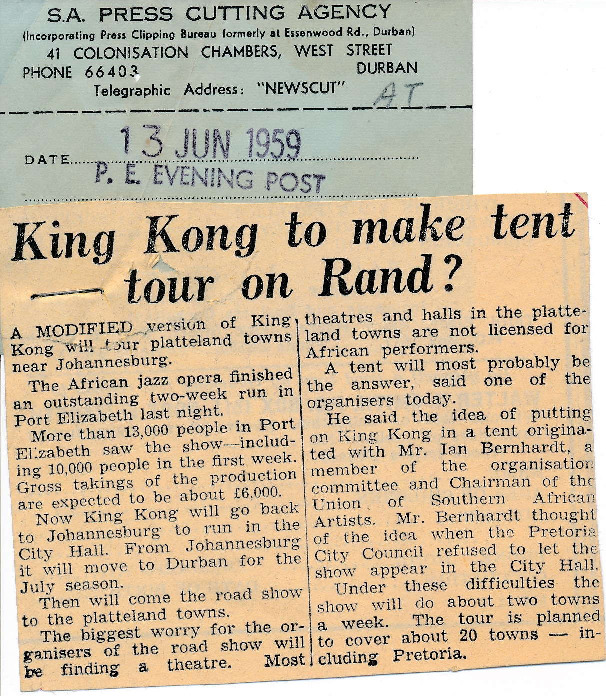 S.A. PRESS CUTTING AGENCY
(Incorporating Press Clipping Bureau formerly at Essenwood Rd., Durban)
41 COLONISATION CHAMBERS, WEST STREET
PHONE 66403 DURBAN
Telegraphic Address: "NEWSCUT"
AT
DATE 13 JUN 1959
P. E. EVENING POST
King Kong to make tent
tour on Rand?
A MODIFIED version of King
Kong will tour platteland towns
near Johannesburg.
The African jazz opera finished
an outstanding two-week run in
Port Elizabeth last night.
More than 13,000 people in Port
Elizabeth saw the show—includ-
ing 10,000 people in the first week.
Gross takings of the production
are expected to be about £6,000.
Now King Kong will go back
to Johannesburg to run in the
City Hall. From Johannesburg
it will move to Durban for the
July season.
Then will come the road show
to the platteland towns.
The biggest worry for the or-
ganisers of the road show will
be finding a theatre. Most
theatres and halls in the platte-
land towns are not licensed for
African performers.
A tent will most probably be
the answer, said one of the
organisers today.
He said the idea of putting
on King Kong in a tent origina-
ted with Mr. Ian Bernhardt, a
member of the organisation
committee and Chairman of the
Union of Southern African
Artists. Mr. Bernhardt thought
of the idea when the Pretoria
City Council refused to let the
show appear in the City Hall.
Under these difficulties the
show will do about two towns
a week. The tour is planned
to cover about 20 towns — in-
cluding Pretoria.